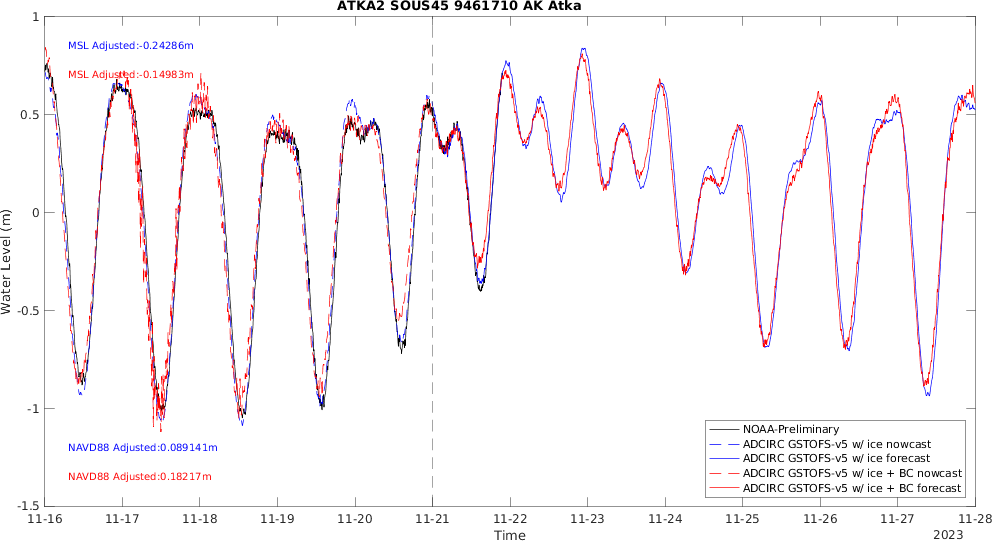 ATKA2 SOUS45 9461710 AK Atka
1
MSL Adjusted:-0.24286m
MSL Adjusted:-0.14983m
0.5
0
Water Level (m)
-0.5
-1
NAVD88 Adjusted:0.089141m
NAVD88 Adjusted:0.18217m
-1.5
NOAA-Preliminary
ADCIRC GSTOFS-v5 w/ ice nowcast
ADCIRC GSTOFS-v5 w/ ice forecast
ADCIRC GSTOFS-v5 w/ ice + BC nowcast
ADCIRC GSTOFS-v5 w/ ice + BC forecast
11-16 11-17 11-18 11-19 11-20 11-21 11-22 11-23 11-24 11-25 11-26 11-27 11-28
Time
2023